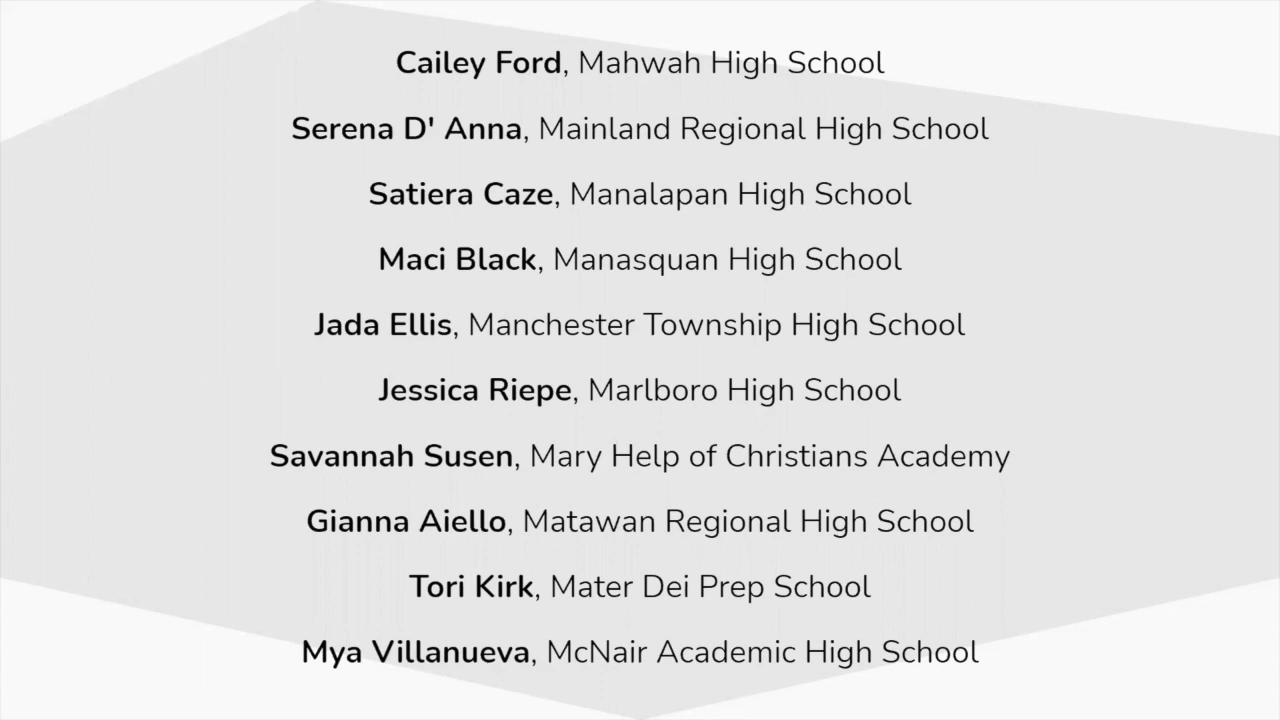 Cailey Ford, Mahwah High School
Serena D' Anna, Mainland Regional High School
Satiera Caze, Manalapan High School
Maci Black, Manasquan High School
Jada Ellis, Manchester Township High School
Jessica Riepe, Marlboro High School
Savannah Susen, Mary Help of Christians Academy
Gianna Aiello, Matawan Regional High School
Tori Kirk, Mater Dei Prep School
Mya Villanueva, McNair Academic High School